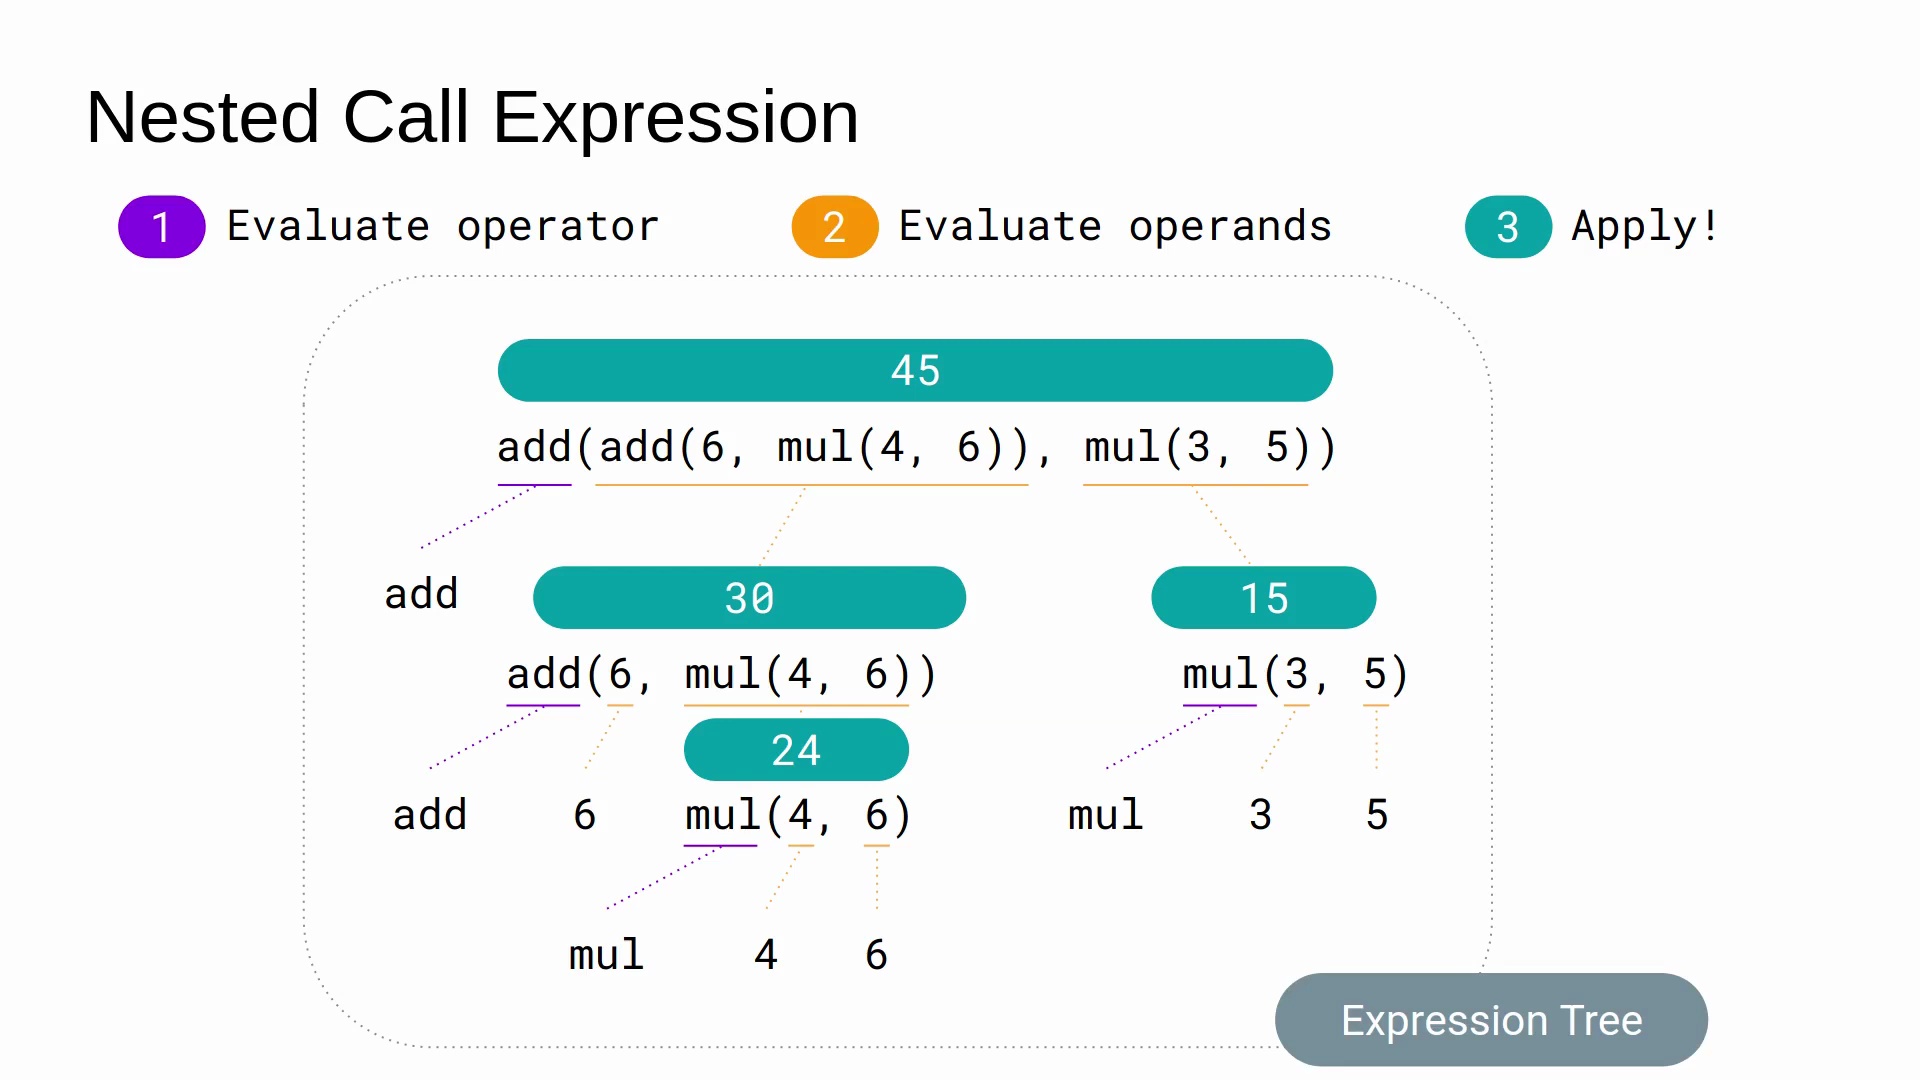 Nested Call Expression
1 Evaluate operator 2 Evaluate operands 3 Apply!
45
add(add(6, mul(4, 6)), mul(3, 5))
add 30 15
add(6, mul(4, 6)) mul(3, 5)
24
add 6 mul(4, 6) mul 3 5
mul 4 6
Expression Tree